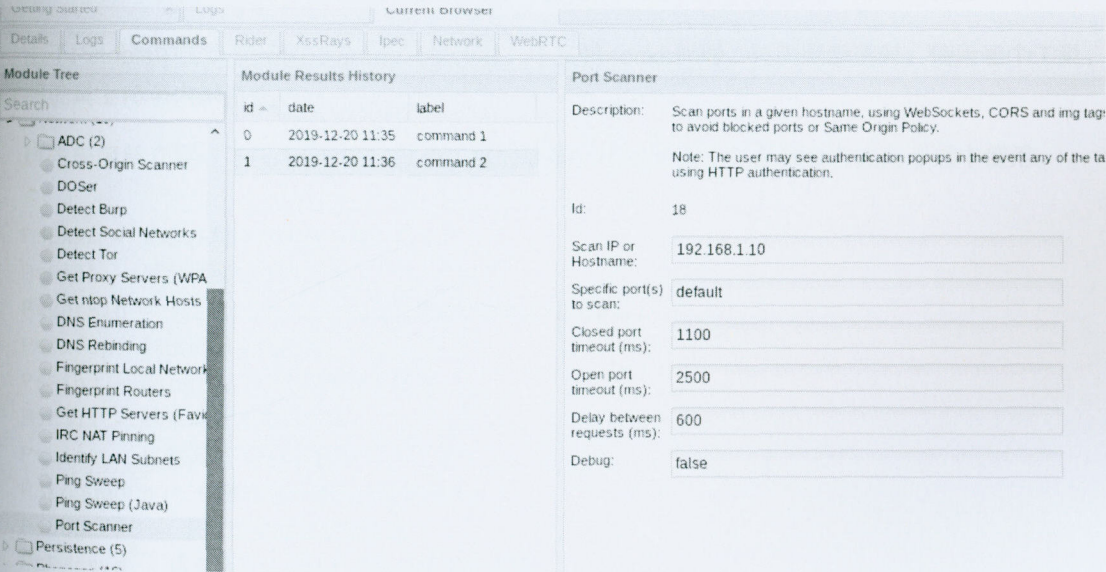 Getting Started
Logs
Current Browser
Details
Logs
Commands
Rider
XssRays
Ipec
Network
WebRTC
Module Tree
Search
ADC (2)
Cross-Origin Scanner
DOSer
Detect Burp
Detect Social Networks
Detect Tor
Get Proxy Servers (WPA
Get ntop Network Hosts
DNS Enumeration
DNS Rebinding
Fingerprint Local Network
Fingerprint Routers
Get HTTP Servers (Favi
IRC NAT Pinning
Identify LAN Subnets
Ping Sweep
Ping Sweep (Java)
Port Scanner
Persistence (5)
Module Results History
id date label
0 2019-12-20 11:35 command 1
1 2019-12-20 11:36 command 2
Port Scanner
Description: Scan ports in a given hostname, using WebSockets, CORS and img tags
to avoid blocked ports or Same Origin Policy.
Note: The user may see authentication popups in the event any of the ta
using HTTP authentication.
Id: 18
Scan IP or
Hostname: 192.168.1.10
Specific port(s)
to scan: default
Closed port
timeout (ms): 1100
Open port
timeout (ms): 2500
Delay between
requests (ms): 600
Debug: false